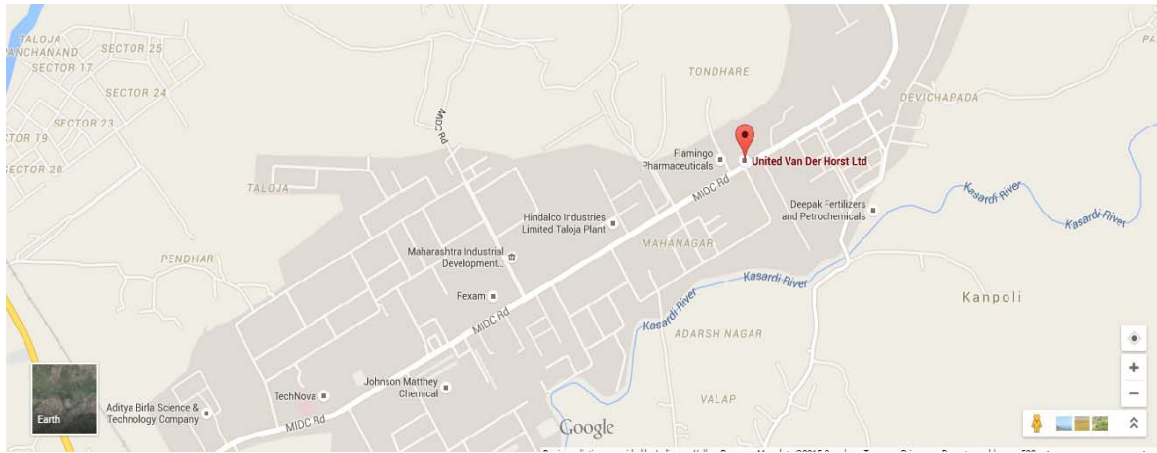 TALOJA
PANCHANAND
SECTOR 25
SECTOR 17
SECTOR 24
SECTOR 23
SECTOR 20
TALOJA
PENDHAR
MIDC Rd
TONDHARE
DEVICHAPADA
Flamingo
Pharmaceuticals
United Van Der Horst Ltd
MIDC Rd
Deepak Fertilizers
and Petrochemicals
Kasardi River
Kasardi River
Kasardi River
Hindalco Industries
Limited Taloja Plant
MAHANAGAR
Maharashtra Industrial
Development...
Fexam
MIDC Rd
Kasardi River
Kasardi River
Kanpoli
ADARSH NAGAR
VALAP
Johnson Matthey
Chemical
TechNova
Aditya Birla Science &
Technology Company
MIDC Rd
Earth
Google